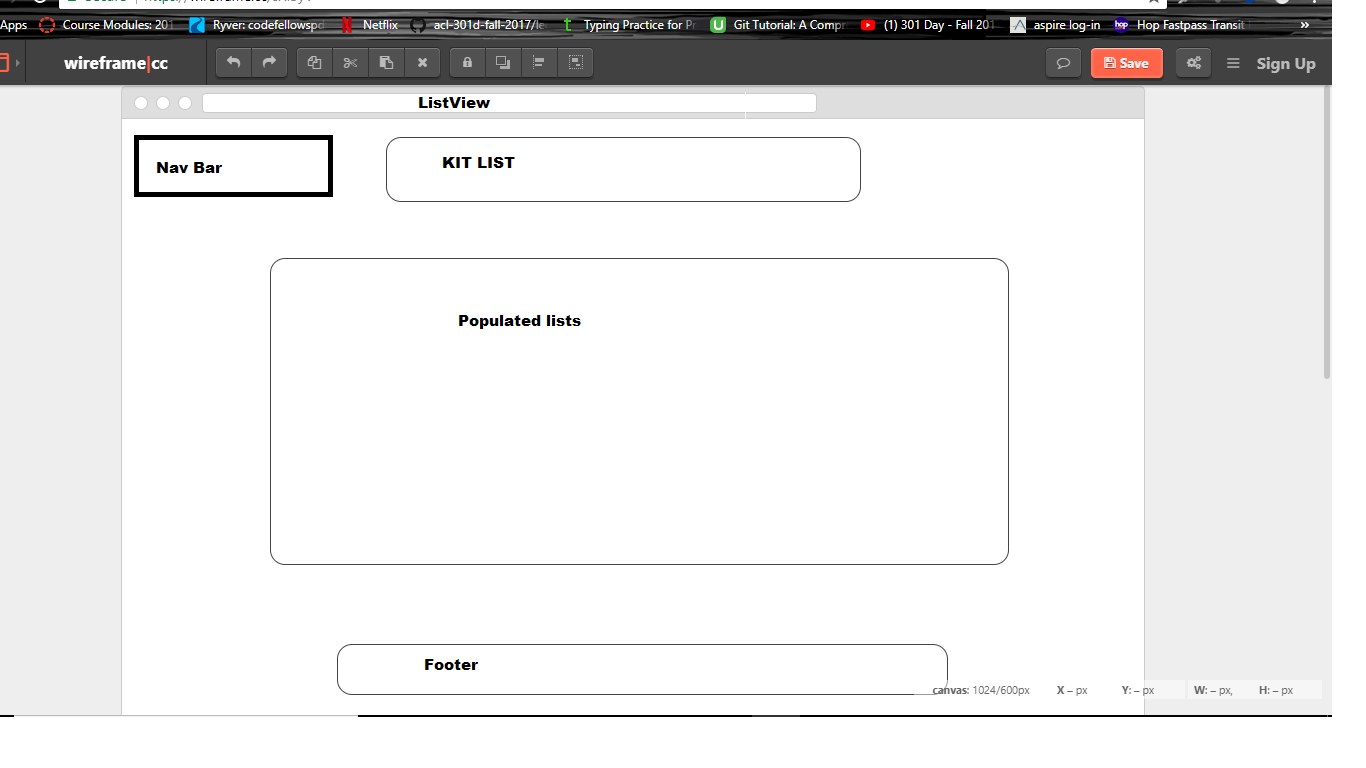 Apps Course Modules: 201 Ryver: codefellowspd Netflix acl-301d-fall-2017/le Typing Practice for Pr Git Tutorial: A Compr (1) 301 Day - Fall 201 aspire log-in hop Hop Fastpass Transit »
wireframe|cc Save Sign Up
ListView
Nav Bar
KIT LIST
Populated lists
Footer
canvas: 1024/600px X – px Y: – px W: – px, H: – px